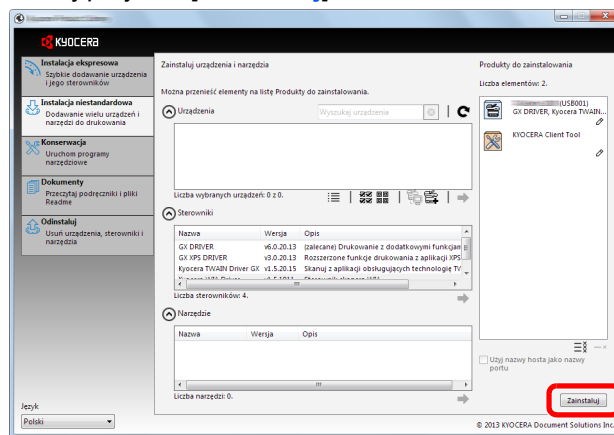 KYOCERA
Instalacja ekspresowa
Szybkie dodawanie urządzenia
i jego sterowników
Instalacja niestandardowa
Dodawanie wielu urządzeń i
narzędzi do drukowania
Konserwacja
Uruchom programy
narzędziowe
Dokumenty
Przeczytaj podręczniki i pliki
Readme
Odinstaluj
Usuń urządzenia, sterowniki i
narzędzia
Język
Polski
Zainstaluj urządzenia i narzędzia
Można przenieść elementy na listę Produkty do zainstalowania.
Urządzenia
Wyszukaj urządzenie
Liczba wybranych urządzeń: 0 z 0.
Sterowniki
Nazwa Wersja Opis
GX DRIVER v6.0.20.13 (zalecane) Drukowanie z dodatkowymi funkcjam
GX XPS DRIVER v3.0.20.13 Rozszerzone funkcje drukowania z aplikacji XPS
Kyocera TWAIN Driver GX v1.5.20.15 Skanuj z aplikacji obsługujących technologię TV
Liczba sterowników: 4.
Narzędzie
Nazwa Wersja Opis
Liczba narzędzi: 0.
Produkty do zainstalowania
Liczba elementów: 2.
(USB001)
GX DRIVER, Kyocera TWAIN...
KYOCERA Client Tool
Użyj nazwy hosta jako nazwy
portu
Zainstaluj
© 2013 KYOCERA Document Solutions Inc.